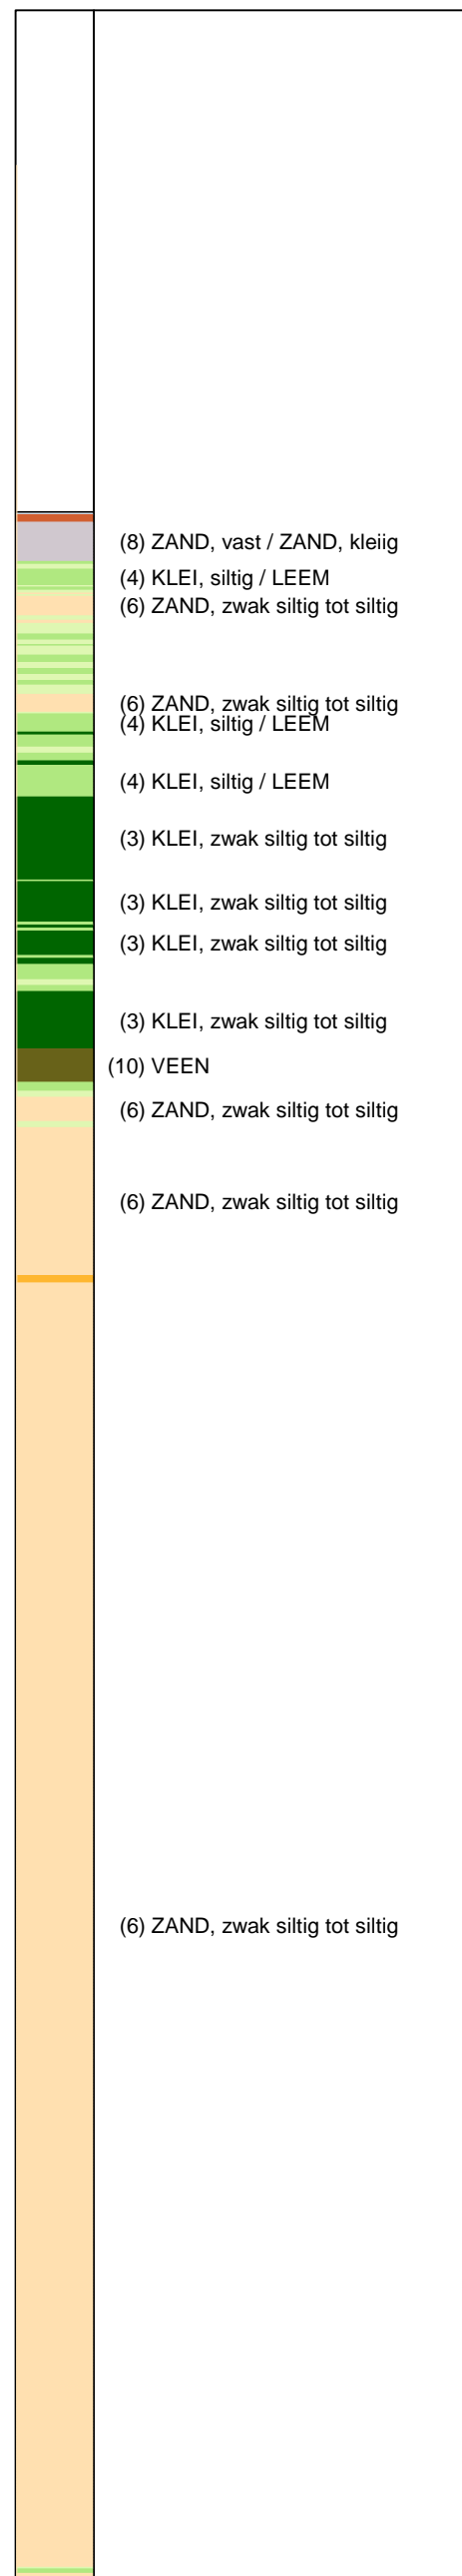 (8) ZAND, vast / ZAND, kleiig
(4) KLEI, siltig / LEEM
(6) ZAND, zwak siltig tot siltig
(6) ZAND, zwak siltig tot siltig
(4) KLEI, siltig / LEEM
(4) KLEI, siltig / LEEM
(3) KLEI, zwak siltig tot siltig
(3) KLEI, zwak siltig tot siltig
(3) KLEI, zwak siltig tot siltig
(3) KLEI, zwak siltig tot siltig
(10) VEEN
(6) ZAND, zwak siltig tot siltig
(6) ZAND, zwak siltig tot siltig
(6) ZAND, zwak siltig tot siltig